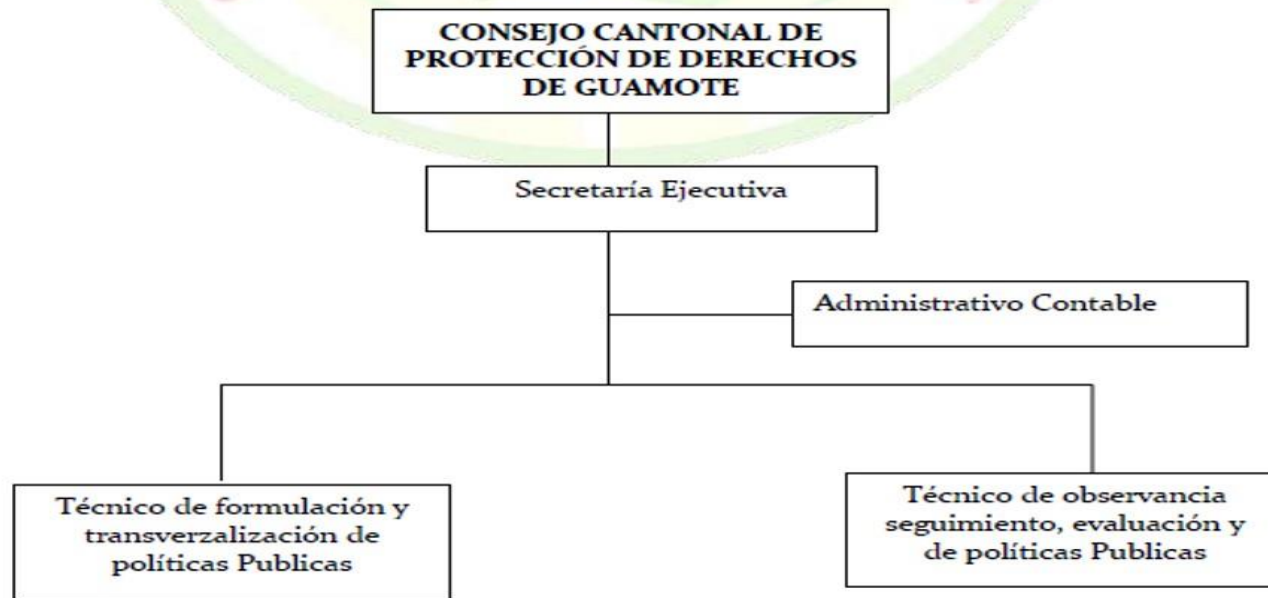 CONSEJO CANTONAL DE
PROTECCIÓN DE DERECHOS
DE GUAMOTE
Secretaría Ejecutiva
Administrativo Contable
Técnico de formulación y
transverzalización de
políticas Publicas
Técnico de observancia
seguimiento, evaluación y
de políticas Publicas